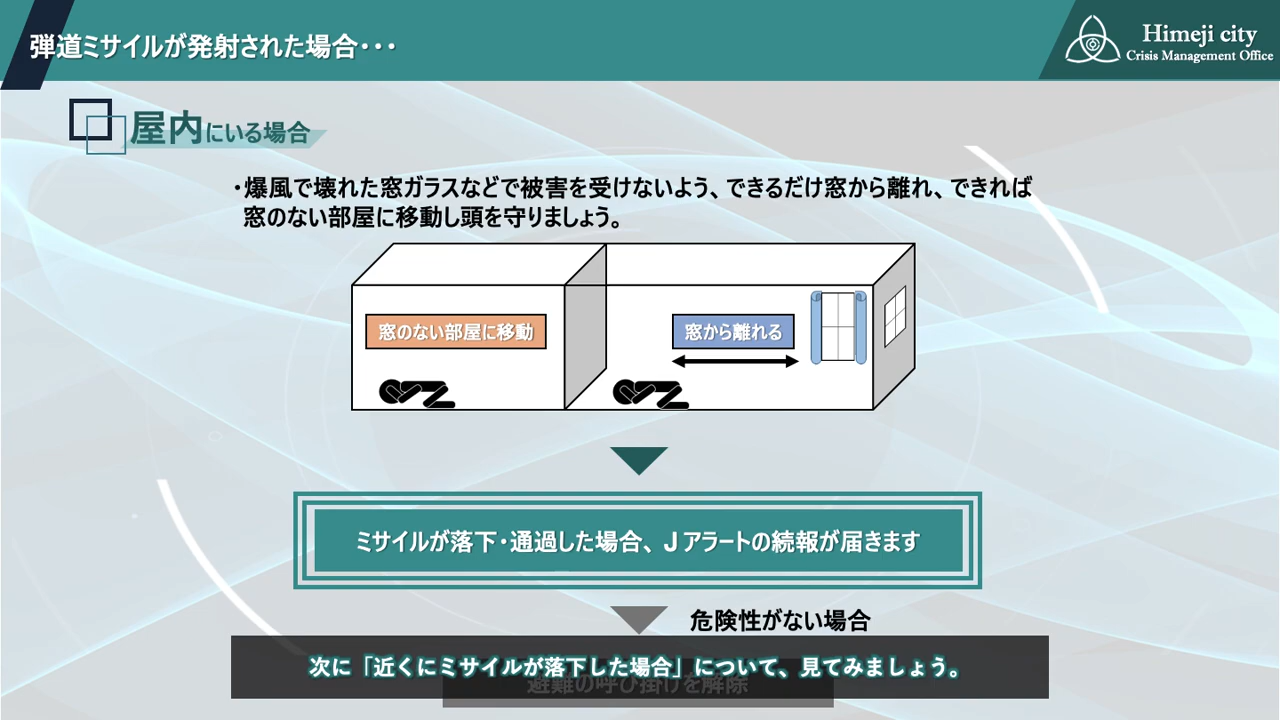 弾道ミサイルが発射された場合・・・
Himeji city
Crisis Management Office
屋内にいる場合
・爆風で壊れた窓ガラスなどで被害を受けないよう、できるだけ窓から離れ、できれば
窓のない部屋に移動し頭を守りましょう。
窓のない部屋に移動
窓から離れる
ミサイルが落下・通過した場合、Jアラートの続報が届きます
危険性がない場合
次に「近くにミサイルが落下した場合」について、見てみましょう。
避難の呼び掛けを解除